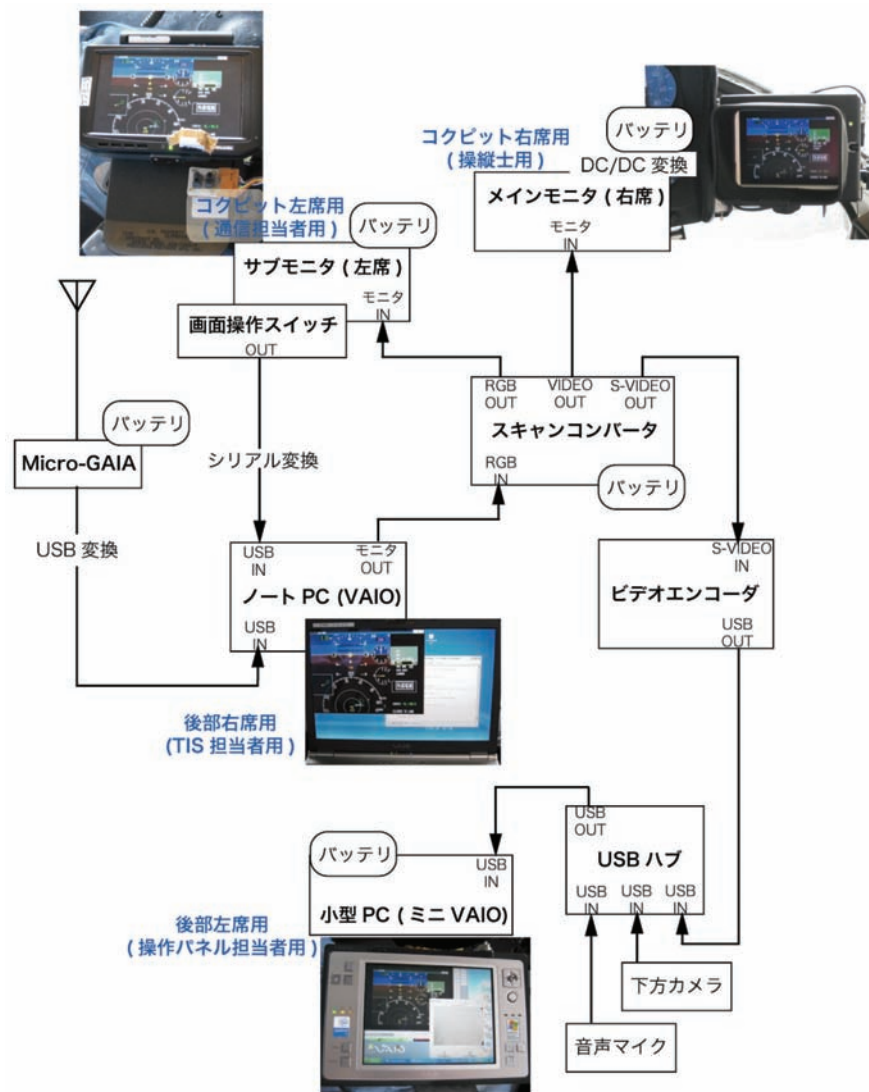 コクピット左席用
(通信担当者用)
バッテリ
サブモニタ(左席)
モニタ
IN
画面操作スイッチ
OUT
コクピット右席用
(操縦士用)
バッテリ
DC/DC 変換
メインモニタ(右席)
モニタ
IN
RGB
OUT
VIDEO
OUT
S-VIDEO
OUT
スキャンコンバータ
RGB
IN
バッテリ
バッテリ
Micro-GAIA
シリアル変換
USB 変換
USB
IN
モニタ
OUT
ノート PC (VAIO)
USB
IN
S-VIDEO
IN
ビデオエンコーダ
USB
OUT
後部右席用
(TIS 担当者用)
USB
OUT
USB ハブ
USB
IN
USB
IN
USB
IN
バッテリ
USB
IN
小型 PC (ミニ VAIO)
後部左席用
(操作パネル担当者用)
下方カメラ
音声マイク